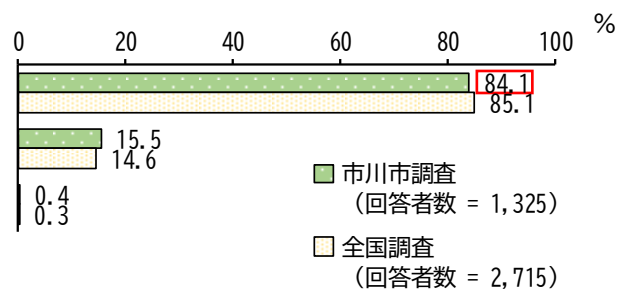 %
0 20 40 60 80 100
84.1
85.1
15.5
14.6
0.4
0.3
市川市調査
（回答者数 = 1,325）
全国調査
（回答者数 = 2,715）